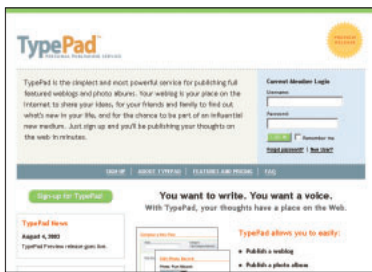 TypePad™
PERSONAL PUBLISHING SERVICE
PREVIEW
RELEASE
TypePad is the simplest and most powerful service for publishing full
featured weblogs and photo albums. Your weblog is your place on the
Internet to share your ideas, for your friends and family to find out
what's new in your life, and for the chance to be part of an influential
new medium. Just sign up and you'll be publishing your thoughts on
the web in minutes.
Current Member Login
Username
Password
LOG IN Remember me
Forgot password? | New User?
SIGN UP | ABOUT TYPEPAD | FEATURES AND PRICING | FAQ
Sign-up for TypePad
You want to write. You want a voice.
With TypePad, your thoughts have a place on the Web.
TypePad News
August 4, 2003
TypePad Preview release goes live.
TypePad allows you to easily:
Publish a weblog
Publish a photo album